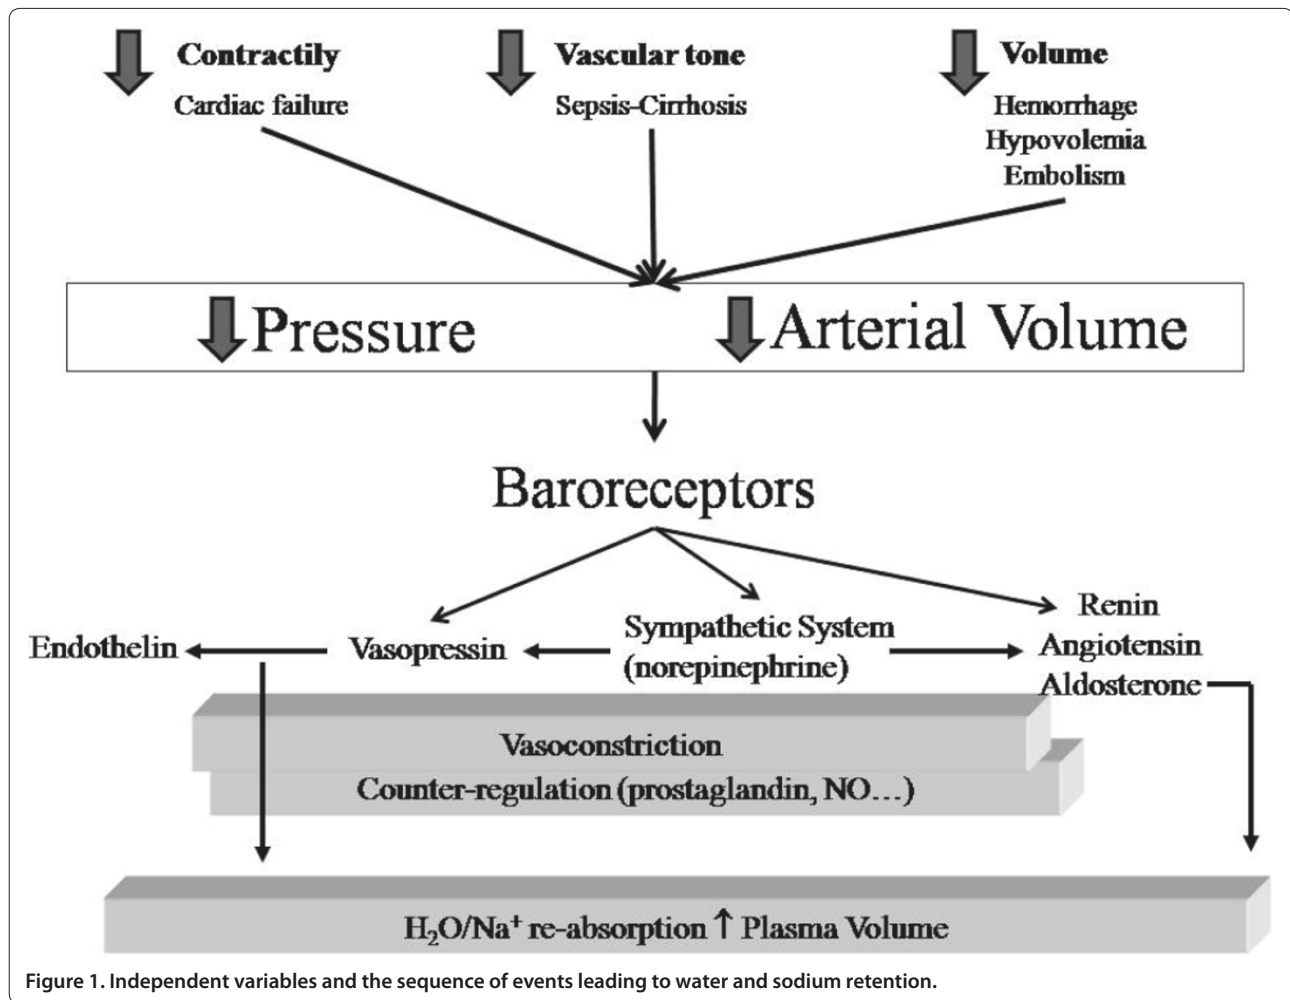 Contractily
Cardiac failure
Vascular tone
Sepsis-Cirrhosis
Volume
Hemorrhage
Hypovolemia
Embolism
Pressure
Arterial Volume
Baroreceptors
Endothelin
Vasopressin
Sympathetic System
(norepinephrine)
Renin
Angiotensin
Aldosterone
Vasoconstriction
Counter-regulation (prostaglandin, NO…)
H₂O/Na⁺ re-absorption ↑ Plasma Volume
Figure 1. Independent variables and the sequence of events leading to water and sodium retention.